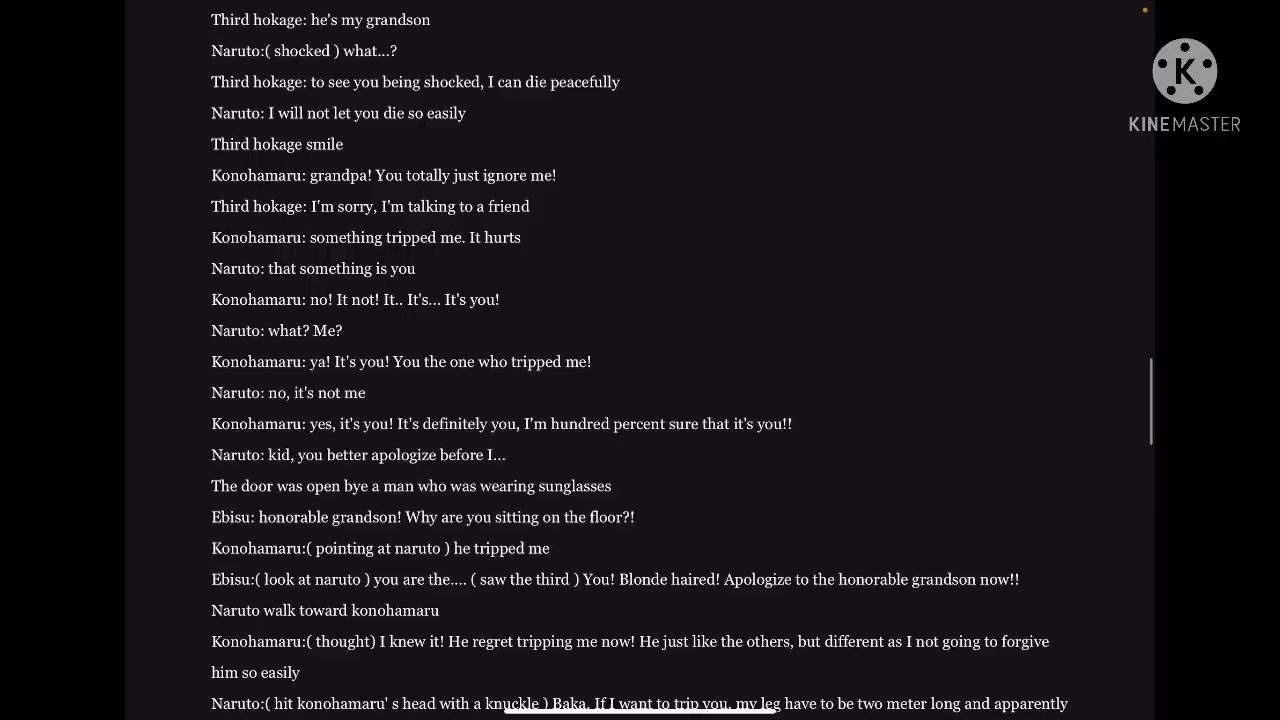 Third hokage: he's my grandson
Naruto:( shocked ) what...?
Third hokage: to see you being shocked, I can die peacefully
Naruto: I will not let you die so easily
Third hokage smile
Konohamaru: grandpa! You totally just ignore me!
Third hokage: I'm sorry, I'm talking to a friend
Konohamaru: something tripped me. It hurts
Naruto: that something is you
Konohamaru: no! It not! It.. It's... It's you!
Naruto: what? Me?
Konohamaru: ya! It's you! You the one who tripped me!
Naruto: no, it's not me
Konohamaru: yes, it's you! It's definitely you, I'm hundred percent sure that it's you!!
Naruto: kid, you better apologize before I...
The door was open bye a man who was wearing sunglasses
Ebisu: honorable grandson! Why are you sitting on the floor?!
Konohamaru:( pointing at naruto ) he tripped me
Ebisu:( look at naruto ) you are the.... ( saw the third ) You! Blonde haired! Apologize to the honorable grandson now!!
Naruto walk toward konohamaru
Konohamaru:( thought) I knew it! He regret tripping me now! He just like the others, but different as I not going to forgive
him so easily
Naruto:( hit konohamaru' s head with a knuckle ) Baka. If I want to trip you, my leg have to be two meter long and apparently
K
KINEMASTER